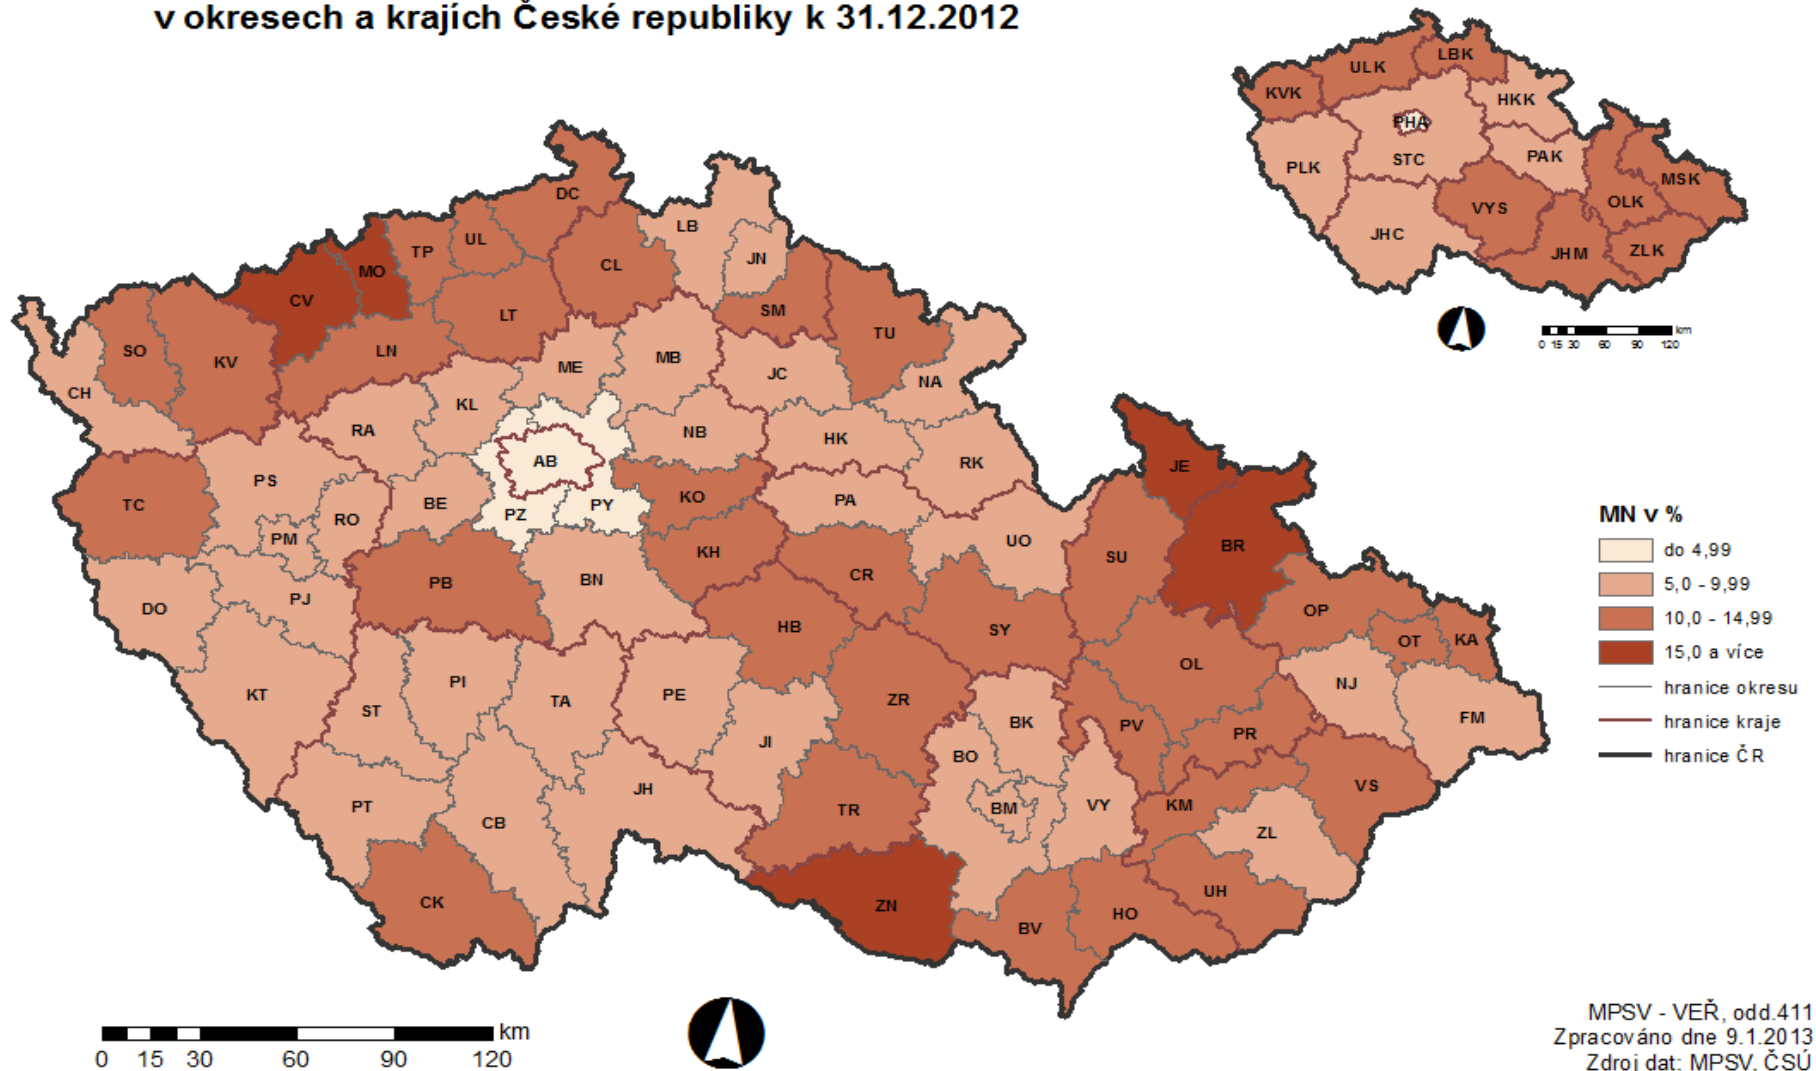 v okresech a krajích České republiky k 31.12.2012
KVK
ULK
LBK
HKK
PHA
PLK
STC
PAK
JHC
VYS
OLK
MSK
JHM
ZLK
km
0 15 30 60 90 120
DC
LB
JN
TP
UL
MO
CV
CL
SM
LT
TU
SO
KV
LN
CH
ME
MB
JC
NA
KL
RA
NB
HK
RK
AB
JE
TC
PS
RO
BE
PZ
PY
KO
PA
PM
UO
SU
BR
KH
CR
PB
BN
PJ
DO
HB
SY
OP
OT
KA
OL
NJ
KT
ST
PI
TA
PE
ZR
JI
BK
BO
PV
PR
FM
VS
PT
CB
JH
TR
BM
VY
KM
ZL
CK
ZN
BV
HO
UH
MN v %
do 4,99
5,0 - 9,99
10,0 - 14,99
15,0 a více
hranice okresu
hranice kraje
hranice ČR
km
0 15 30 60 90 120
MPSV - VEŘ, odd.411
Zpracováno dne 9.1.2013
Zdroj dat: MPSV, ČSÚ